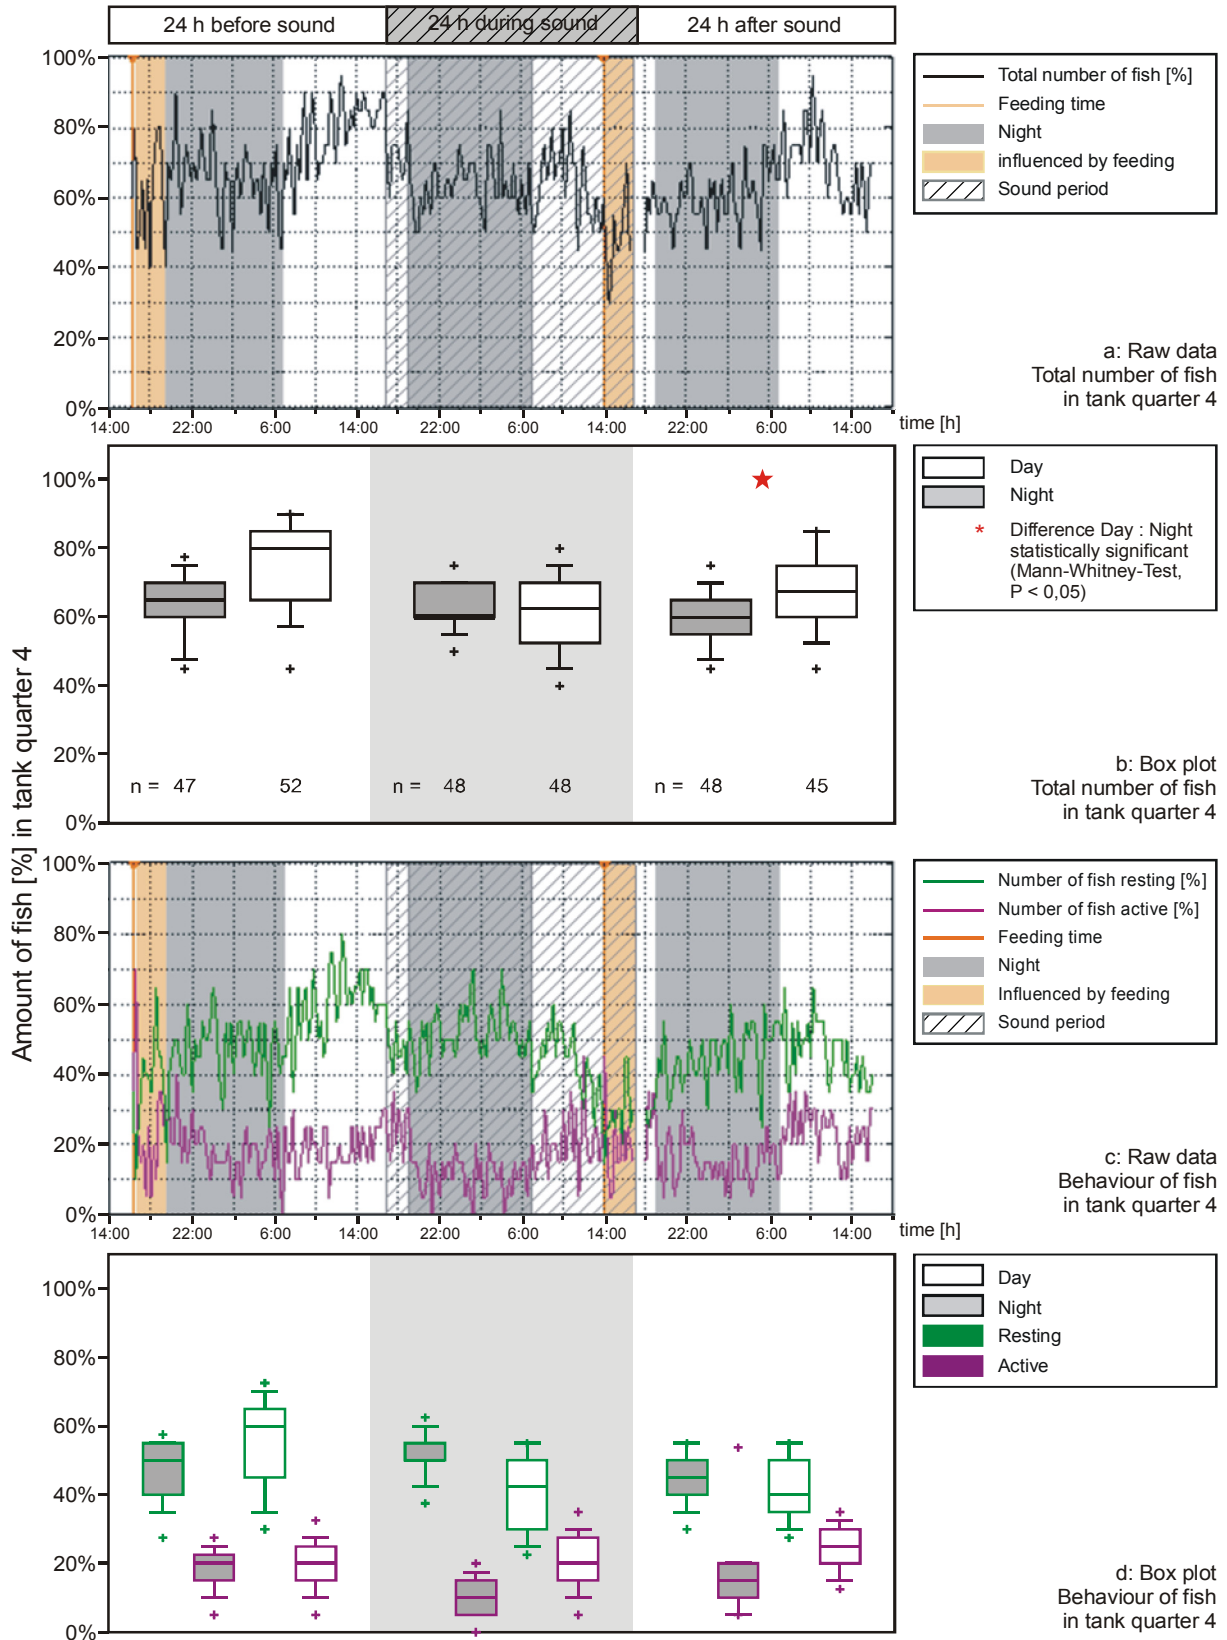 24 h before sound
24 h during sound
24 h after sound
Amount of fish [%] in tank quarter 4
100%
80%
60%
40%
20%
0%
14:00 22:00 6:00 14:00 22:00 6:00 14:00 22:00 6:00 14:00 time [h]
Total number of fish [%]
Feeding time
Night
influenced by feeding
Sound period
a: Raw data
Total number of fish
in tank quarter 4
100%
80%
60%
40%
20%
0%
n = 47 52 n = 48 48 n = 48 45
Day
Night
* Difference Day : Night
statistically significant
(Mann-Whitney-Test,
P < 0,05)
b: Box plot
Total number of fish
in tank quarter 4
100%
80%
60%
40%
20%
0%
14:00 22:00 6:00 14:00 22:00 6:00 14:00 22:00 6:00 14:00 time [h]
Number of fish resting [%]
Number of fish active [%]
Feeding time
Night
Influenced by feeding
Sound period
c: Raw data
Behaviour of fish
in tank quarter 4
100%
80%
60%
40%
20%
0%
Day
Night
Resting
Active
d: Box plot
Behaviour of fish
in tank quarter 4